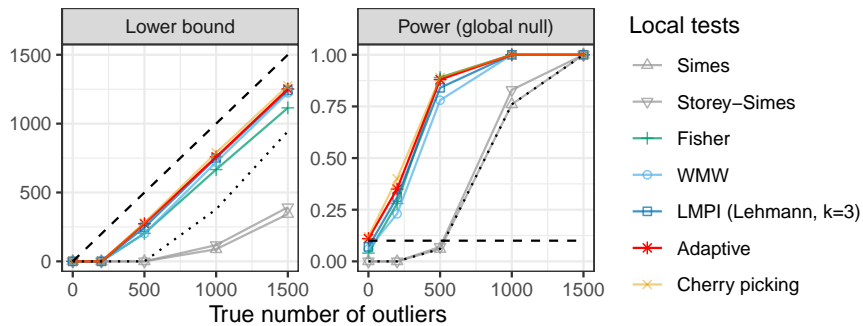 Lower bound
Power (global null)
Local tests
1500
1000
500
0
1.00
0.75
0.50
0.25
0.00
Simes
Storey−Simes
Fisher
WMW
LMPI (Lehmann, k=3)
Adaptive
Cherry picking
0 500 1000 1500
0 500 1000 1500
True number of outliers